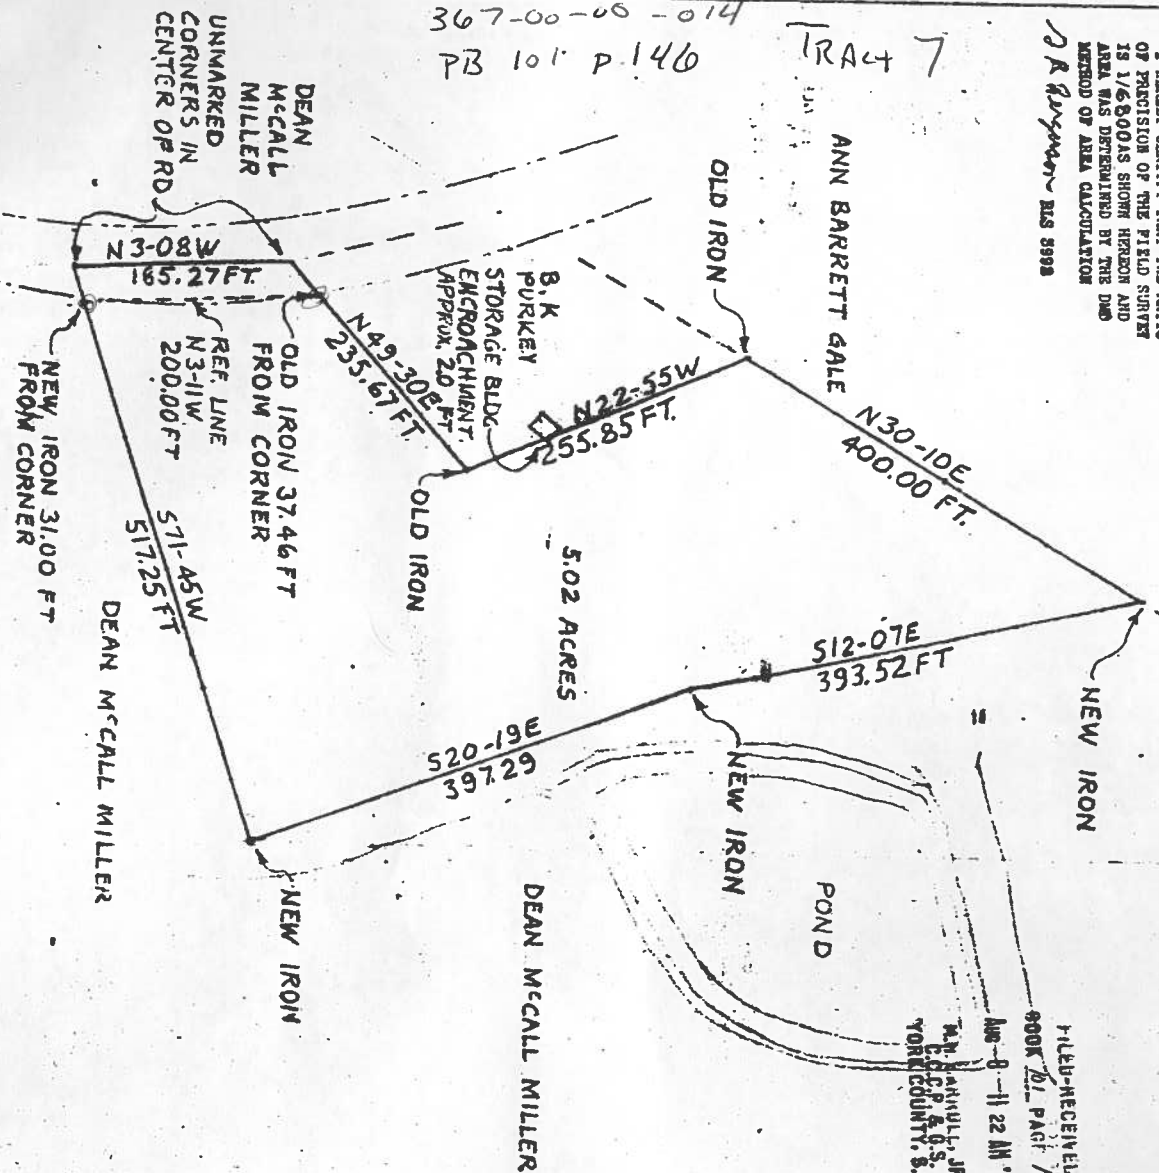 367-00-00-014
PB 101 P.146
TRACT 7
OF PRECISION OF THE FIELD SURVEY
IS 1/6800 AS SHOWN HEREON AND
AREA WAS DETERMINED BY THE DMD
METHOD OF AREA CALCULATION
RLS 3998
UNMARKED
CORNERS IN
CENTER OF RD
DEAN
McCALL
MILLER
ANN BARRETT GALE
OLD IRON
N30-10E
400.00 FT.
N22-55W
255.85 FT.
B.K
PURKEY
STORAGE BLDG
ENCROACHMENT,
APPROX, 20 FT
N49-30E
235.67 FT.
OLD IRON
N3-08W
165.27 FT.
OLD IRON 37.46 FT
FROM CORNER
REF. LINE
N3-11W
200.00 FT
NEW IRON 31.00 FT
FROM CORNER
S71-45W
517.25 FT
DEAN McCALL MILLER
5.02 ACRES
S12-07E
393.52 FT
NEW IRON
S20-19E
397.29
NEW IRON
NEW IRON
POND
DEAN McCALL MILLER
BOOK 101 PAGE
AUG -8 -11 22 AM
C.C.C.P. & G.S.
YORK COUNTY, S.